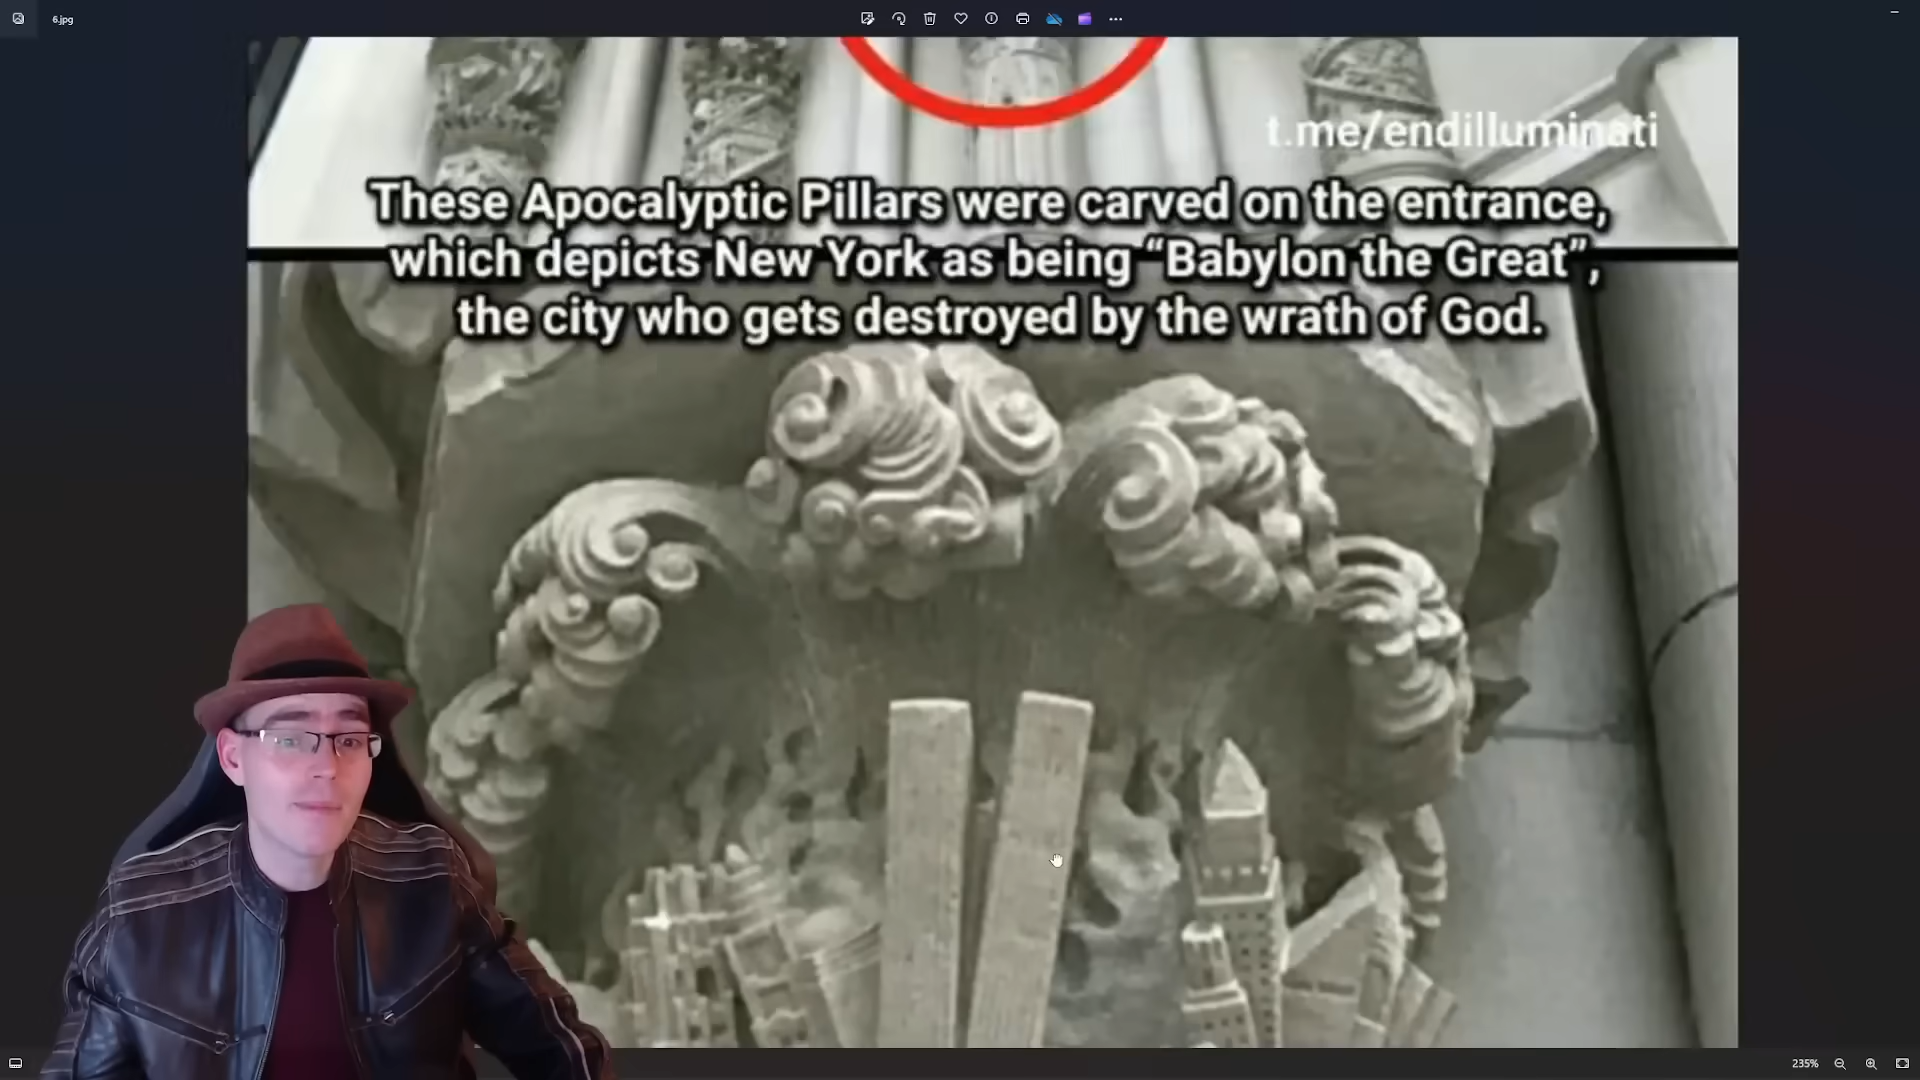 6.jpg
t.me/endilluminati
These Apocalyptic Pillars were carved on the entrance,
which depicts New York as being “Babylon the Great”,
the city who gets destroyed by the wrath of God.
235%